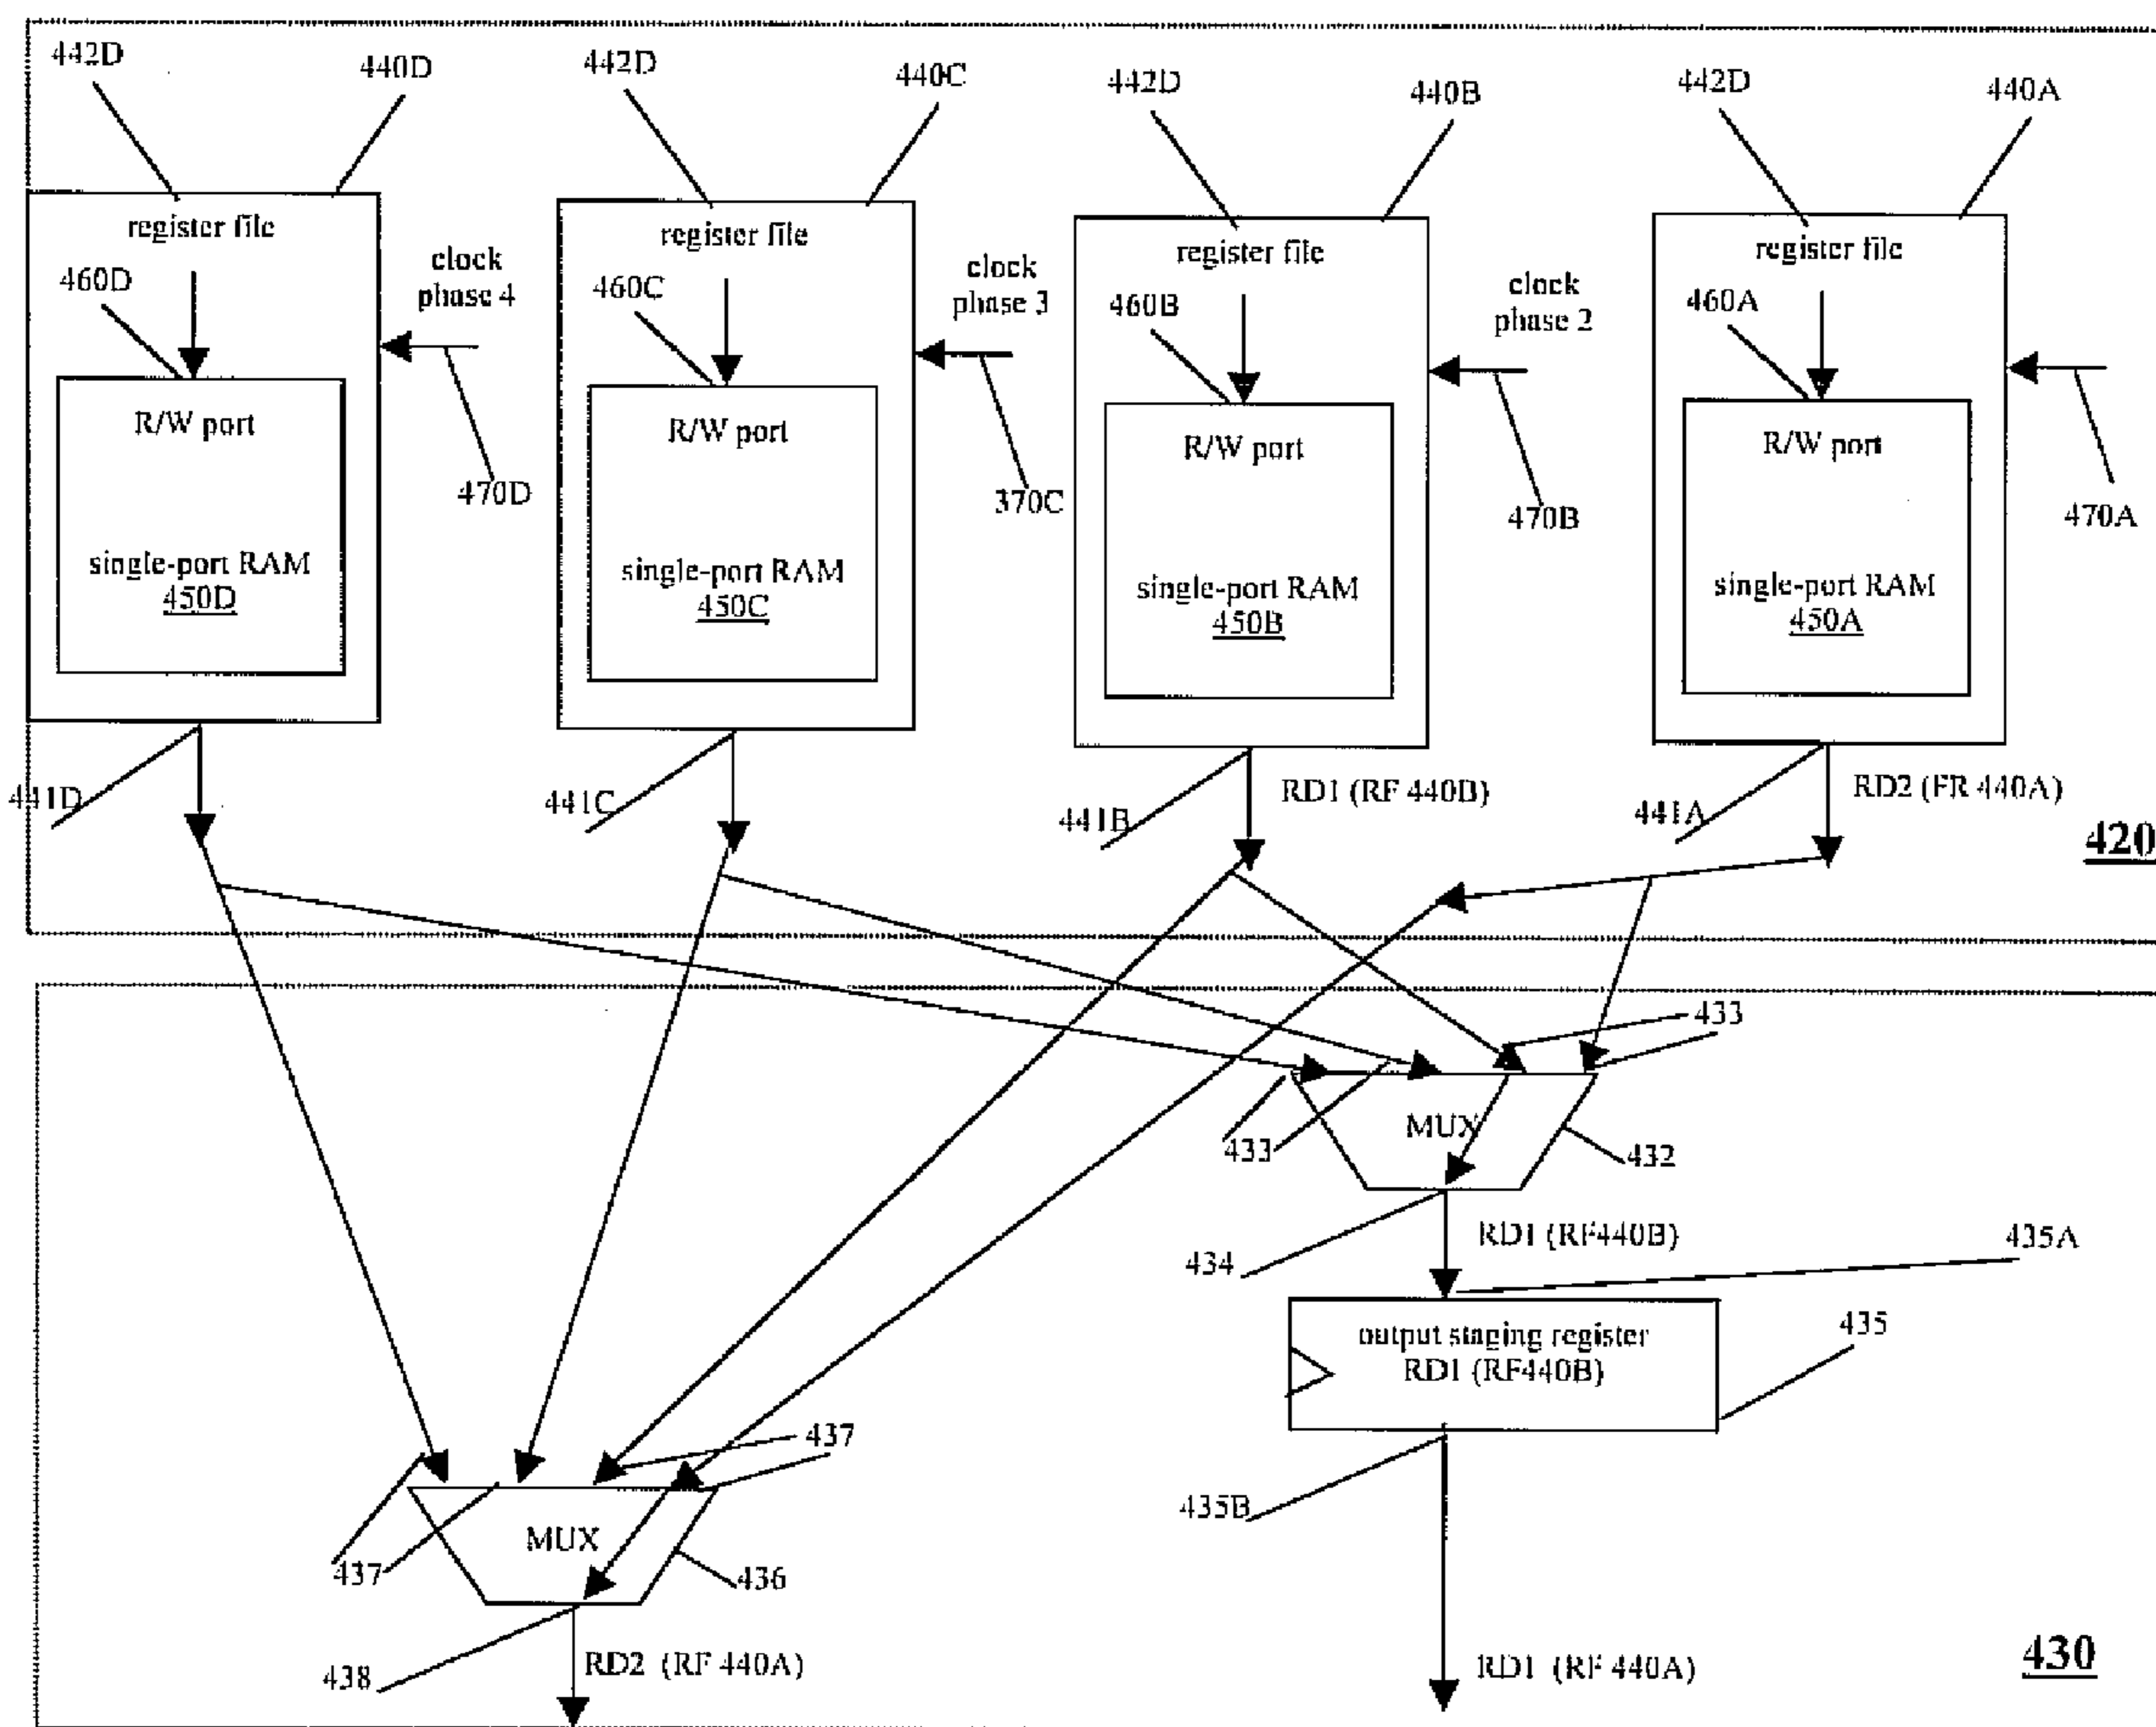 442D
440D
442D
440C
442D
440B
442D
440A
register file
register file
register file
register file
460D
clock
phase 4
460C
clock
phase 3
460B
clock
phase 2
460A
R/W port
R/W port
R/W port
R/W port
470D
370C
470B
470A
single-port RAM
450D
single-port RAM
450C
single-port RAM
450B
single-port RAM
450A
441D
441C
441B
RD1 (RF 440B)
441A
RD2 (FR 440A)
420
433
MUX
433
432
RD1 (RF440B)
434
435A
output staging register
RD1 (RF440B)
435
437
435B
MUX
437
436
438
RD2 (RF 440A)
RD1 (RF 440A)
430